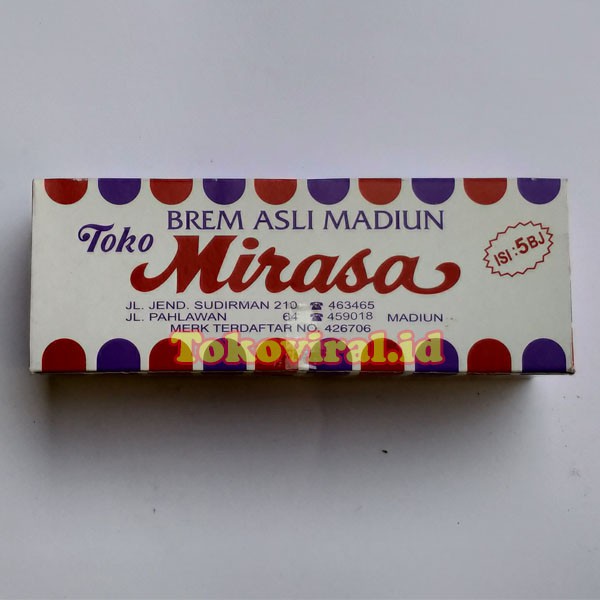 BREM ASLI MADIUN
Toko Mirasa
ISI : 5 BJ
JL. JEND. SUDIRMAN 210 ☎ 463465
JL. PAHLAWAN 64 ☎ 459018 MADIUN
MERK TERDAFTAR NO. 426706
Tokoviral.id